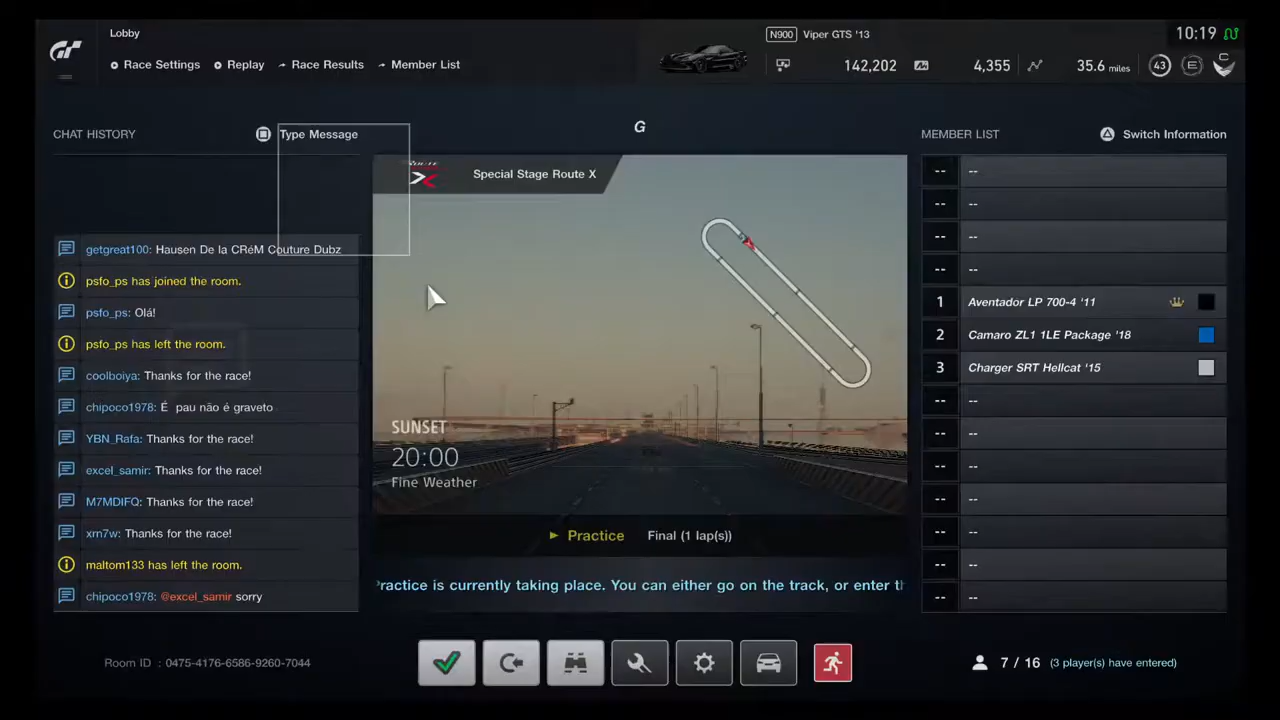 Lobby
N900 Viper GTS '13
10:19
Race Settings Replay Race Results Member List
142,202 4,355 35.6 miles 43 E C
CHAT HISTORY
Type Message
G
MEMBER LIST
Switch Information
Special Stage Route X
getgreat100: Hausen De la CRéM Couture Dubz
psfo_ps has joined the room.
psfo_ps: Olá!
psfo_ps has left the room.
coolboiya: Thanks for the race!
chipoco1978: É pau não é graveto
YBN_Rafa: Thanks for the race!
excel_samir: Thanks for the race!
M7MDIFQ: Thanks for the race!
xrn7w: Thanks for the race!
maltom133 has left the room.
chipoco1978: @excel_samir sorry
SUNSET
20:00
Fine Weather
Practice Final (1 lap(s))
Practice is currently taking place. You can either go on the track, or enter th
-- --
-- --
-- --
-- --
1 Aventador LP 700-4 '11
2 Camaro ZL1 1LE Package '18
3 Charger SRT Hellcat '15
-- --
-- --
-- --
-- --
-- --
-- --
-- --
Room ID : 0475-4176-6586-9260-7044
7 / 16 (3 player(s) have entered)